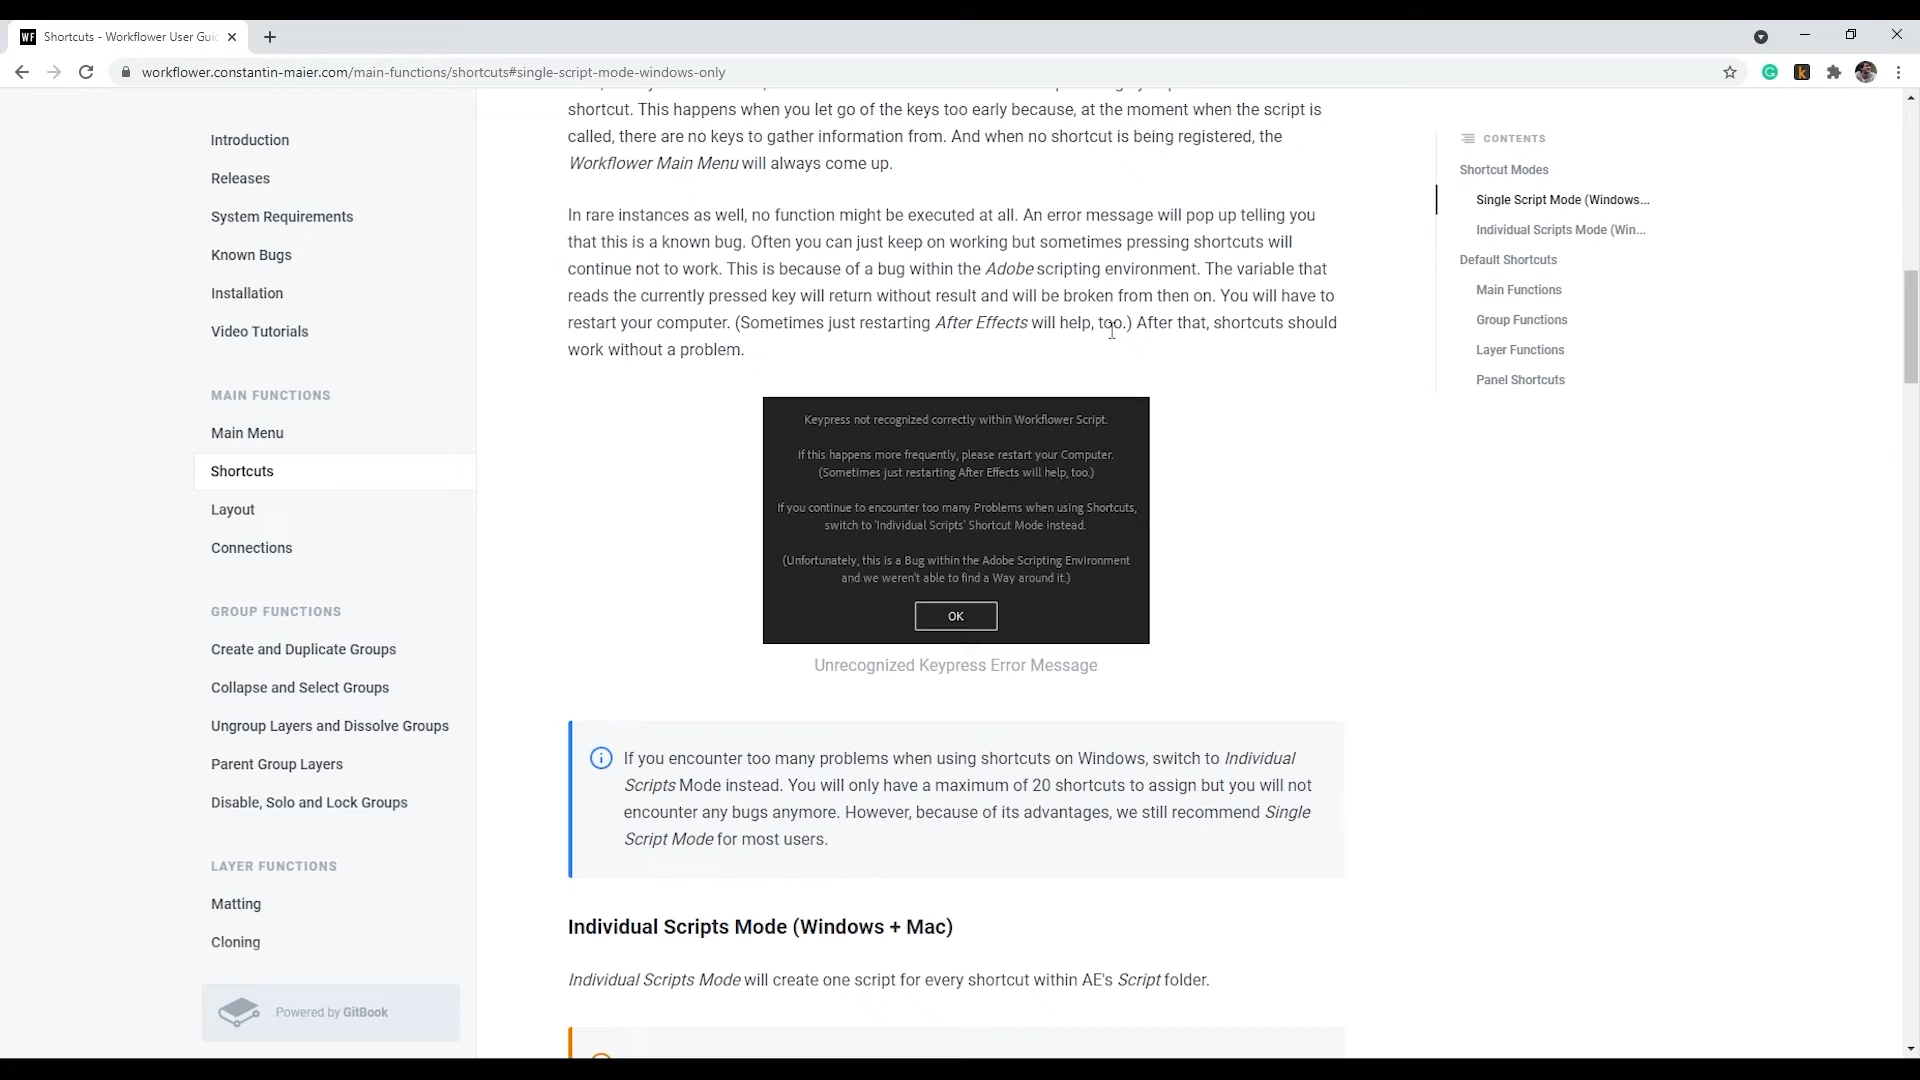 WF Shortcuts - Workflower User Guid
workflower.constantin-maier.com/main-functions/shortcuts#single-script-mode-windows-only
Introduction
Releases
System Requirements
Known Bugs
Installation
Video Tutorials
MAIN FUNCTIONS
Main Menu
Shortcuts
Layout
Connections
GROUP FUNCTIONS
Create and Duplicate Groups
Collapse and Select Groups
Ungroup Layers and Dissolve Groups
Parent Group Layers
Disable, Solo and Lock Groups
LAYER FUNCTIONS
Matting
Cloning
Powered by GitBook
shortcut. This happens when you let go of the keys too early because, at the moment when the script is
called, there are no keys to gather information from. And when no shortcut is being registered, the
Workflower Main Menu will always come up.
In rare instances as well, no function might be executed at all. An error message will pop up telling you
that this is a known bug. Often you can just keep on working but sometimes pressing shortcuts will
continue not to work. This is because of a bug within the Adobe scripting environment. The variable that
reads the currently pressed key will return without result and will be broken from then on. You will have to
restart your computer. (Sometimes just restarting After Effects will help, too.) After that, shortcuts should
work without a problem.
Keypress not recognized correctly within Workflower Script.
If this happens more frequently, please restart your Computer.
(Sometimes just restarting After Effects will help, too.)
If you continue to encounter too many Problems when using Shortcuts,
switch to 'Individual Scripts' Shortcut Mode instead.
(Unfortunately, this is a Bug within the Adobe Scripting Environment
and we weren't able to find a Way around it.)
OK
Unrecognized Keypress Error Message
If you encounter too many problems when using shortcuts on Windows, switch to Individual
Scripts Mode instead. You will only have a maximum of 20 shortcuts to assign but you will not
encounter any bugs anymore. However, because of its advantages, we still recommend Single
Script Mode for most users.
Individual Scripts Mode (Windows + Mac)
Individual Scripts Mode will create one script for every shortcut within AE's Script folder.
CONTENTS
Shortcut Modes
Single Script Mode (Windows...
Individual Scripts Mode (Win...
Default Shortcuts
Main Functions
Group Functions
Layer Functions
Panel Shortcuts